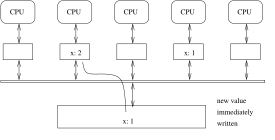 CPU CPU CPU CPU CPU
x: 2 x: 1
new value
immediately
x: 1
written